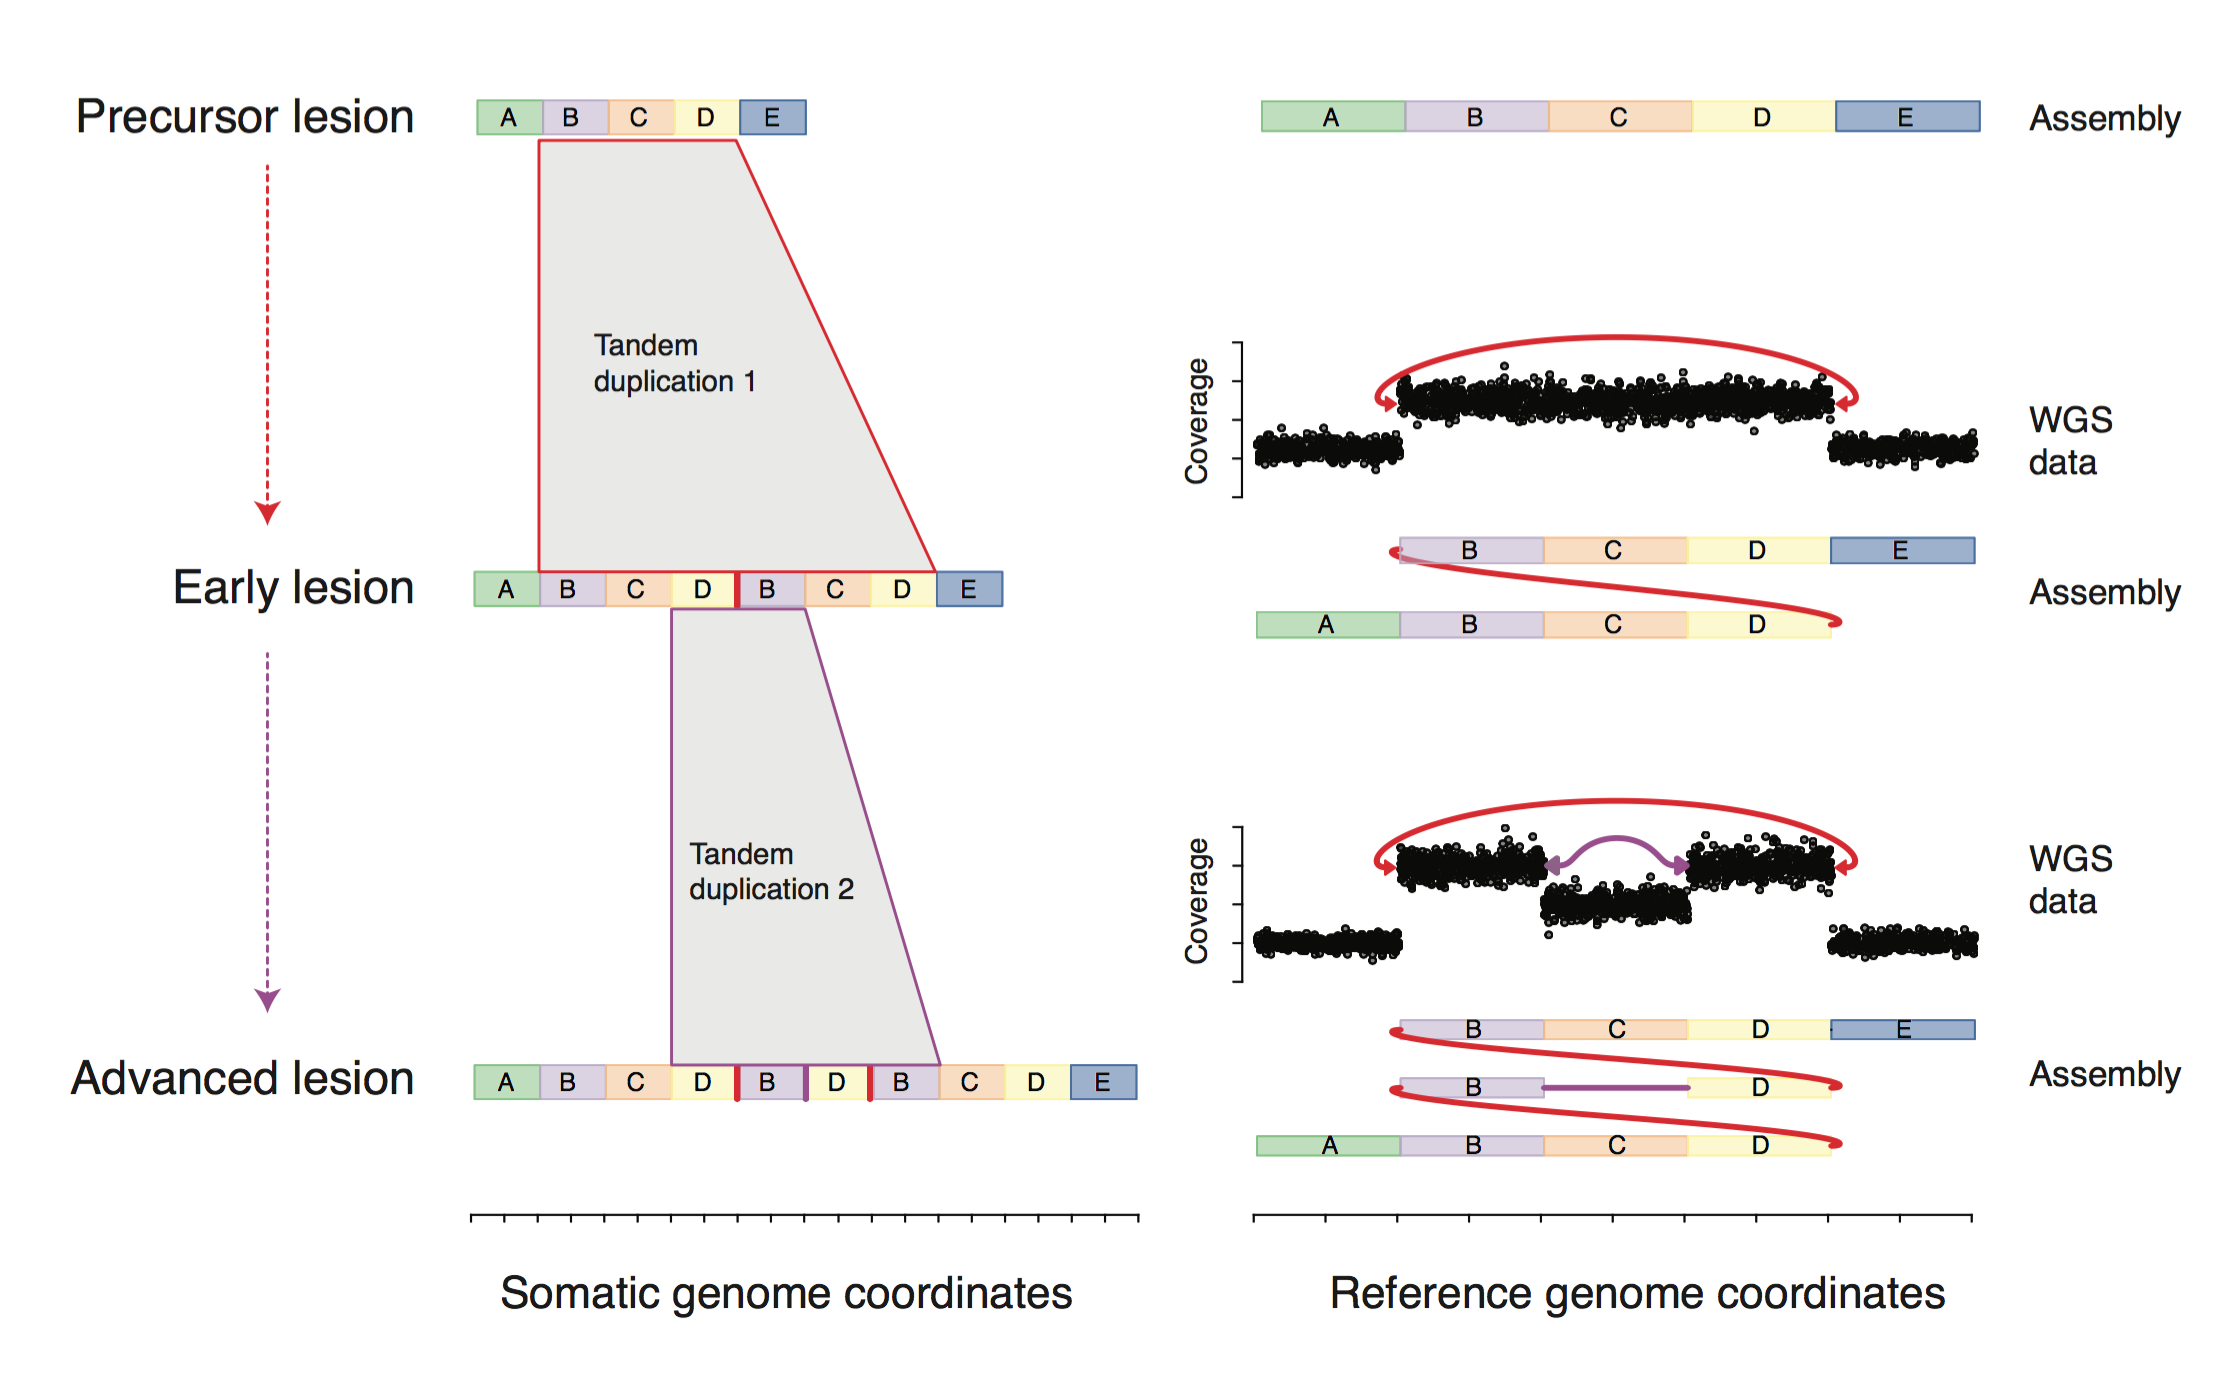 Precursor lesion
A B C D E
A B C D E
Assembly
Tandem
duplication 1
Coverage
WGS
data
B C D E
Early lesion
A B C D B C D E
Assembly
A B C D
Tandem
duplication 2
Coverage
WGS
data
B C D E
Advanced lesion
A B C D B D B C D E
B D
Assembly
A B C D
Somatic genome coordinates
Reference genome coordinates